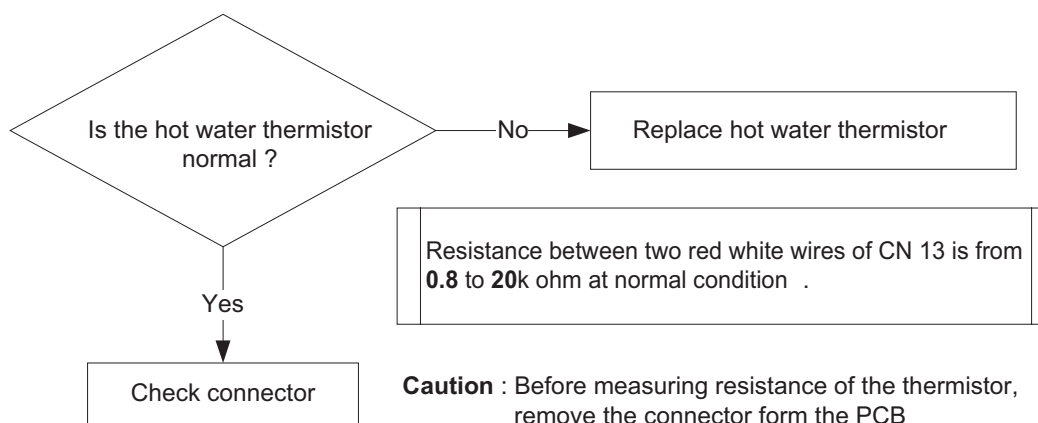 Is the hot water thermistor
normal ?
No
Replace hot water thermistor
Resistance between two red white wires of CN 13 is from
0.8 to 20k ohm at normal condition .
Yes
Check connector
Caution : Before measuring resistance of the thermistor,
remove the connector form the PCB